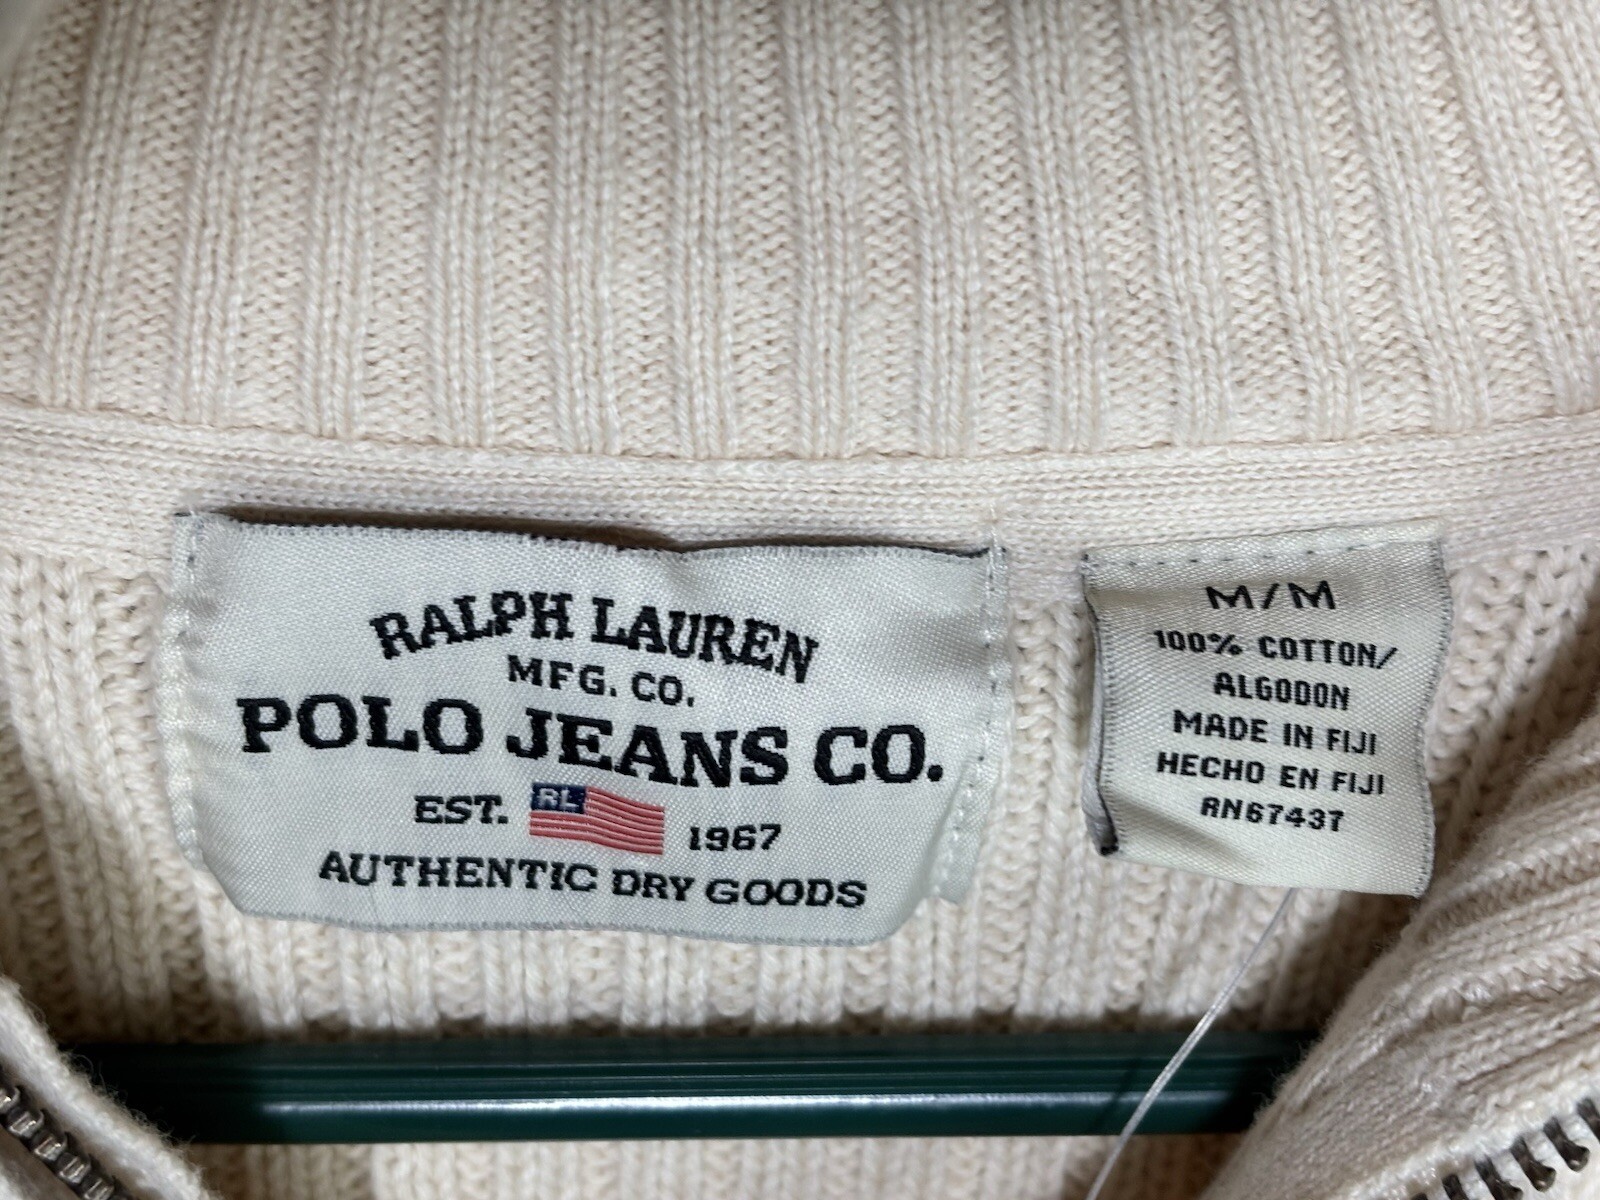 RALPH LAUREN
MFG. CO.
POLO JEANS CO.
EST. RL 1967
AUTHENTIC DRY GOODS
M/M
100% COTTON/
ALGODON
MADE IN FIJI
HECHO EN FIJI
RN67437